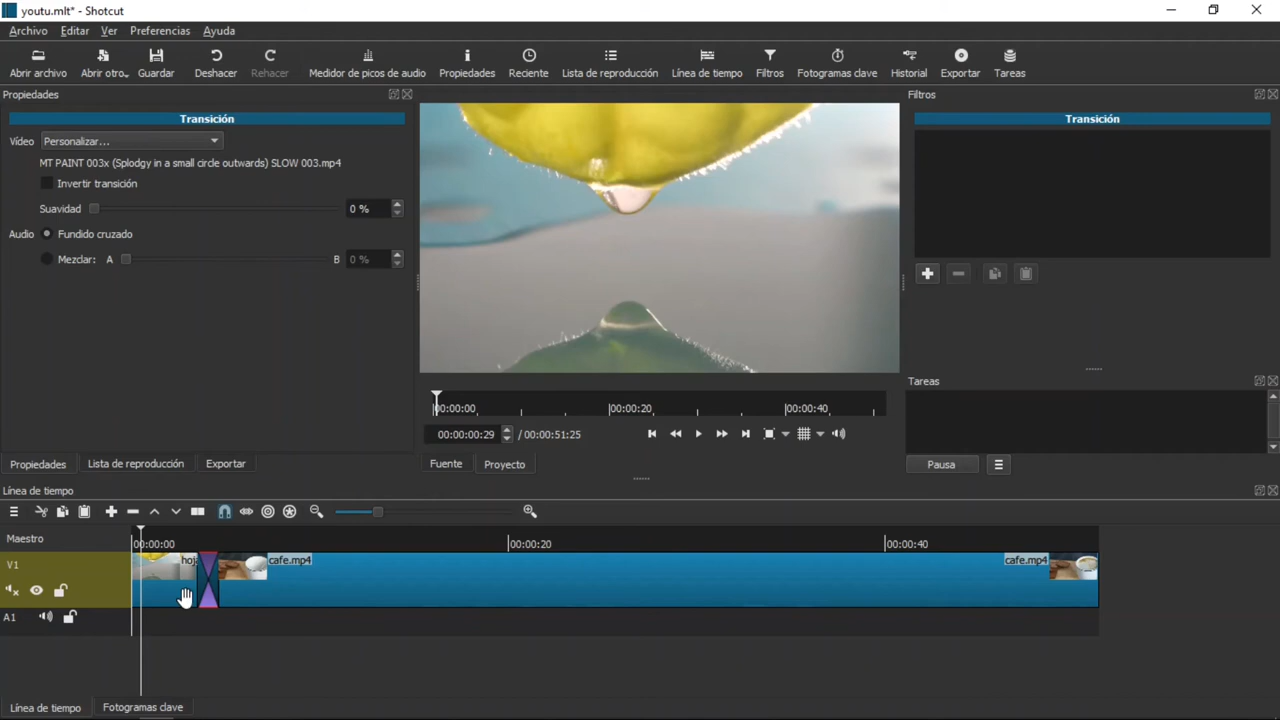 youtu.mlt* - Shotcut
Archivo Editar Ver Preferencias Ayuda
Abrir archivo Abrir otro... Guardar Deshacer Rehacer Medidor de picos de audio Propiedades Reciente Lista de reproducción Línea de tiempo Filtros Fotogramas clave Historial Exportar Tareas
Propiedades
Transición
Vídeo Personalizar...
MT PAINT 003x (Splodgy in a small circle outwards) SLOW 003.mp4
Invertir transición
Suavidad 0 %
Audio Fundido cruzado
Mezclar: A B 0 %
Propiedades Lista de reproducción Exportar
00:00:00 00:00:20 00:00:40
00:00:00:29 / 00:00:51:25
Fuente Proyecto
Filtros
Transición
Tareas
Pausa
Línea de tiempo
Maestro
00:00:00 00:00:20 00:00:40
V1
hoj cafe.mp4 cafe.mp4
A1
Línea de tiempo Fotogramas clave